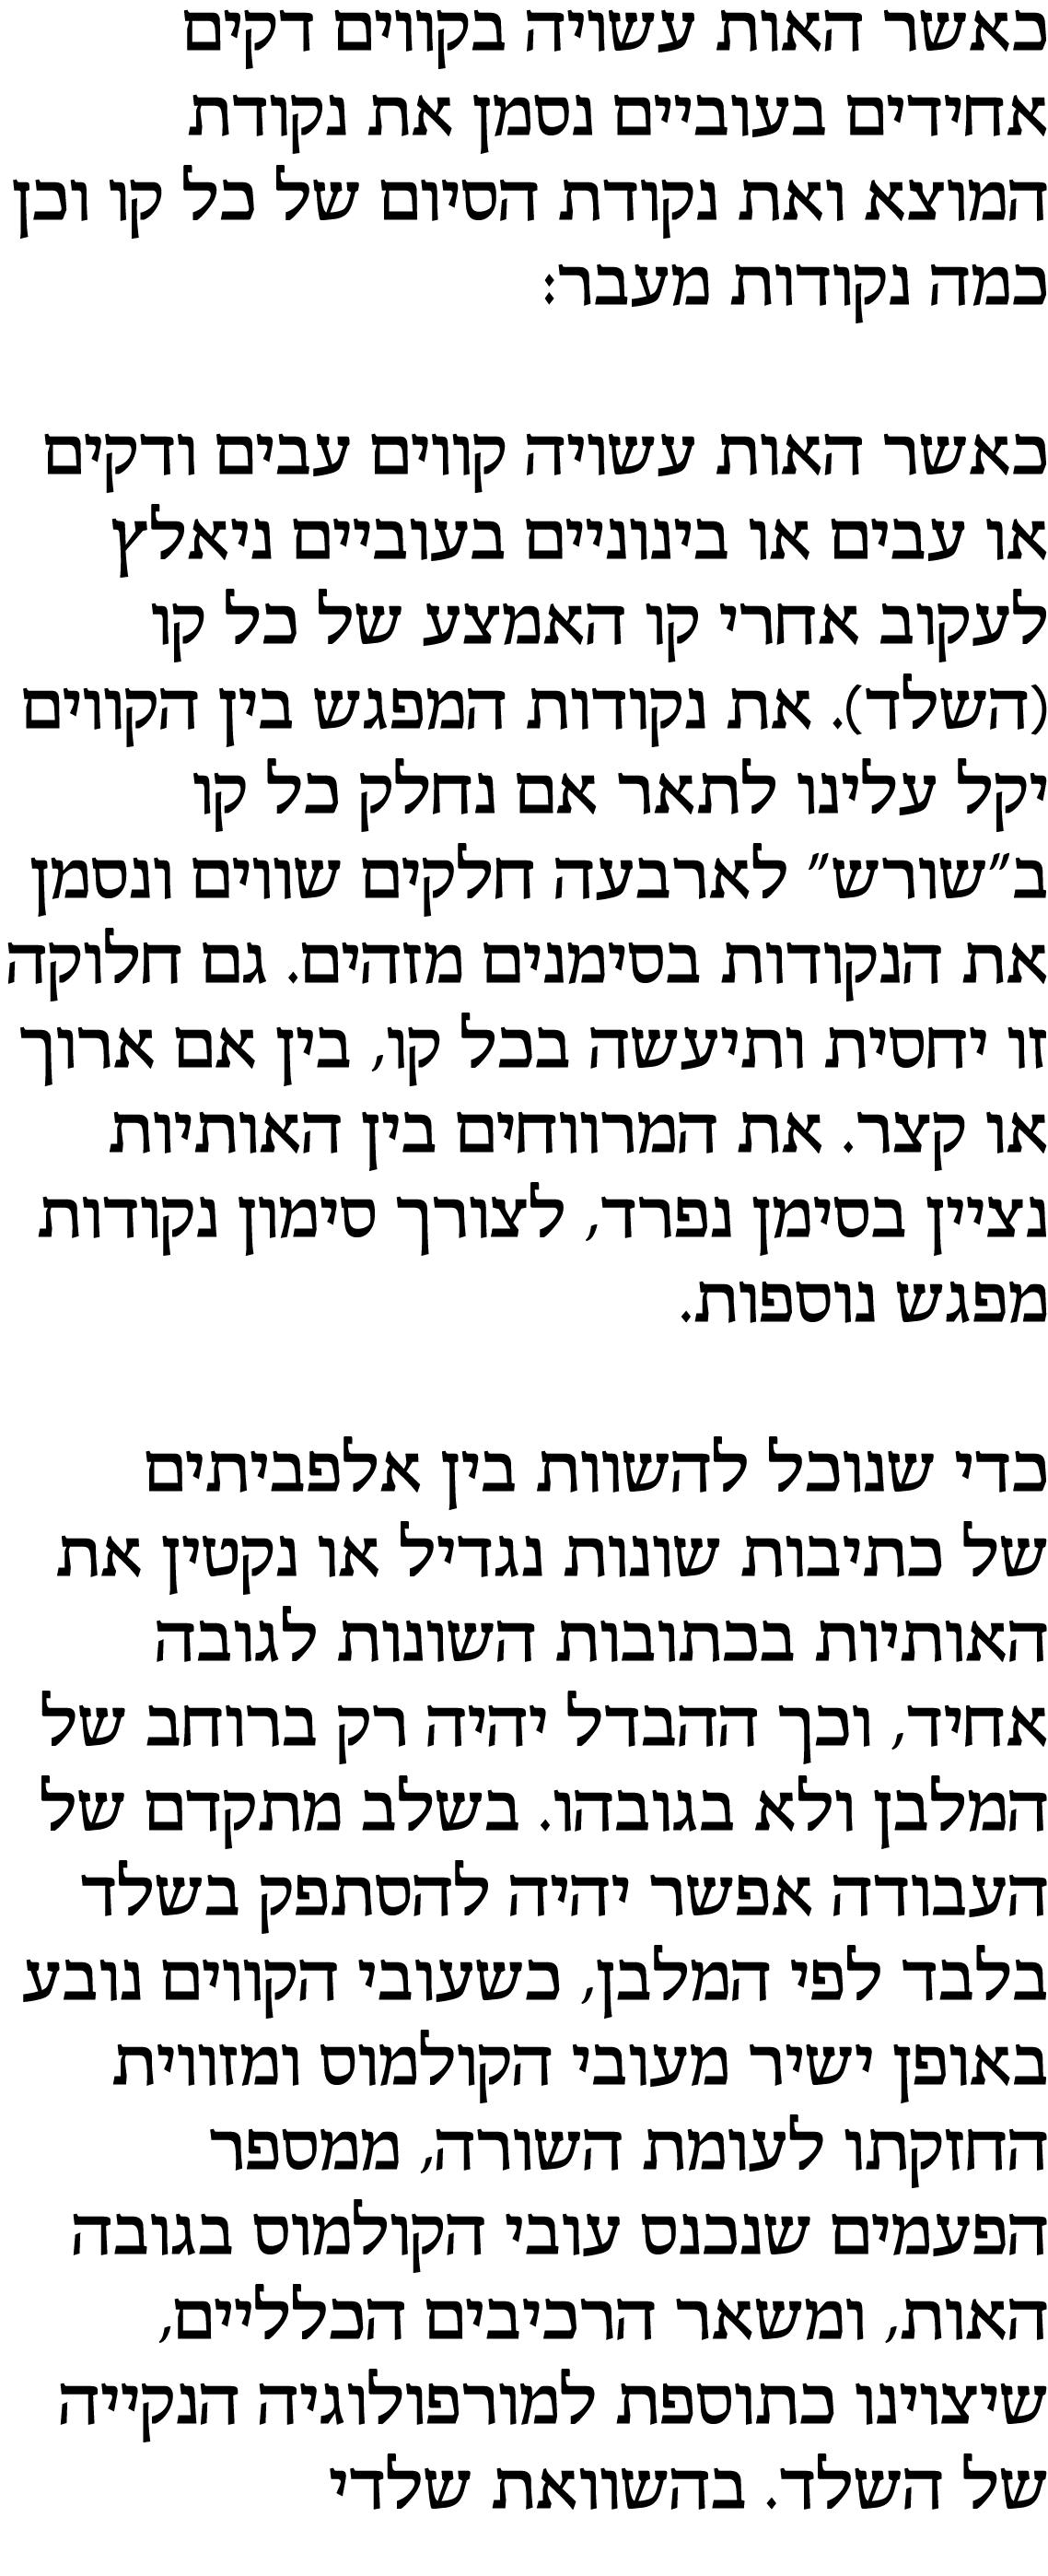 כאשר האות עשויה בקווים דקים
אחידים בעוביים נסמן את נקודת
המוצא ואת נקודת הסיום של כל קו וכן
כמה נקודות מעבר:
כאשר האות עשויה קווים עבים ודקים
או עבים או בינוניים בעוביים ניאלץ
לעקוב אחרי קו האמצע של כל קו
(השלד). את נקודות המפגש בין הקווים
יקל עלינו לתאר אם נחלק כל קו
ב"שורש" לארבעה חלקים שווים ונסמן
את הנקודות בסימנים מזהים. גם חלוקה
זו יחסית ותיעשה בכל קו, בין אם ארוך
או קצר. את המרווחים בין האותיות
נציין בסימן נפרד, לצורך סימון נקודות
מפגש נוספות.
כדי שנוכל להשוות בין אלפביתים
של כתיבות שונות נגדיל או נקטין את
האותיות בכתובות השונות לגובה
אחיד, וכך ההבדל יהיה רק ברוחב של
המלבן ולא בגובהו. בשלב מתקדם של
העבודה אפשר יהיה להסתפק בשלד
בלבד לפי המלבן, כשעובי הקווים נובע
באופן ישיר מעובי הקולמוס ומזווית
החזקתו לעומת השורה, ממספר
הפעמים שנכנס עובי הקולמוס בגובה
האות, ומשאר הרכיבים הכלליים,
שיצוינו כתוספת למורפולוגיה הנקייה
של השלד. בהשוואת שלדי